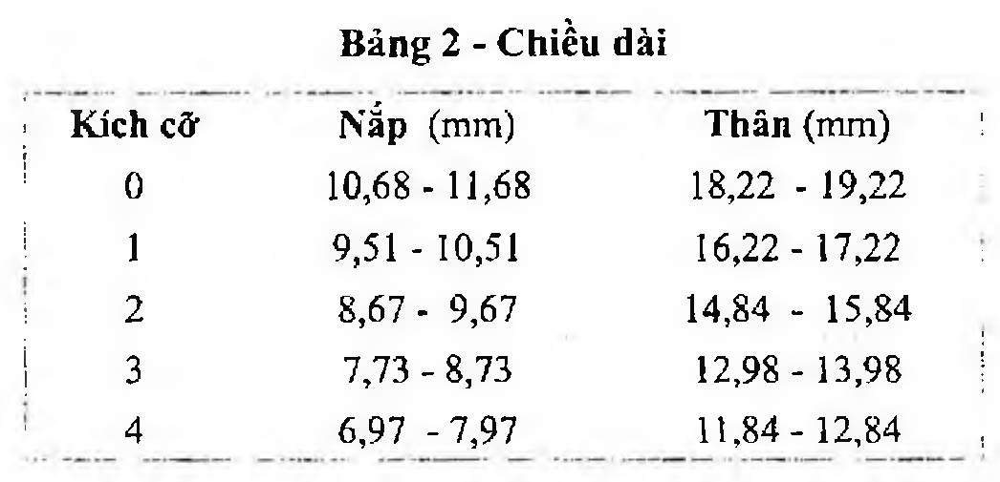 Bảng 2 - Chiều dài
Kích cỡ Nắp (mm) Thân (mm)
0 10,68 - 11,68 18,22 - 19,22
1 9,51 - 10,51 16,22 - 17,22
2 8,67 - 9,67 14,84 - 15,84
3 7,73 - 8,73 12,98 - 13,98
4 6,97 - 7,97 11,84 - 12,84